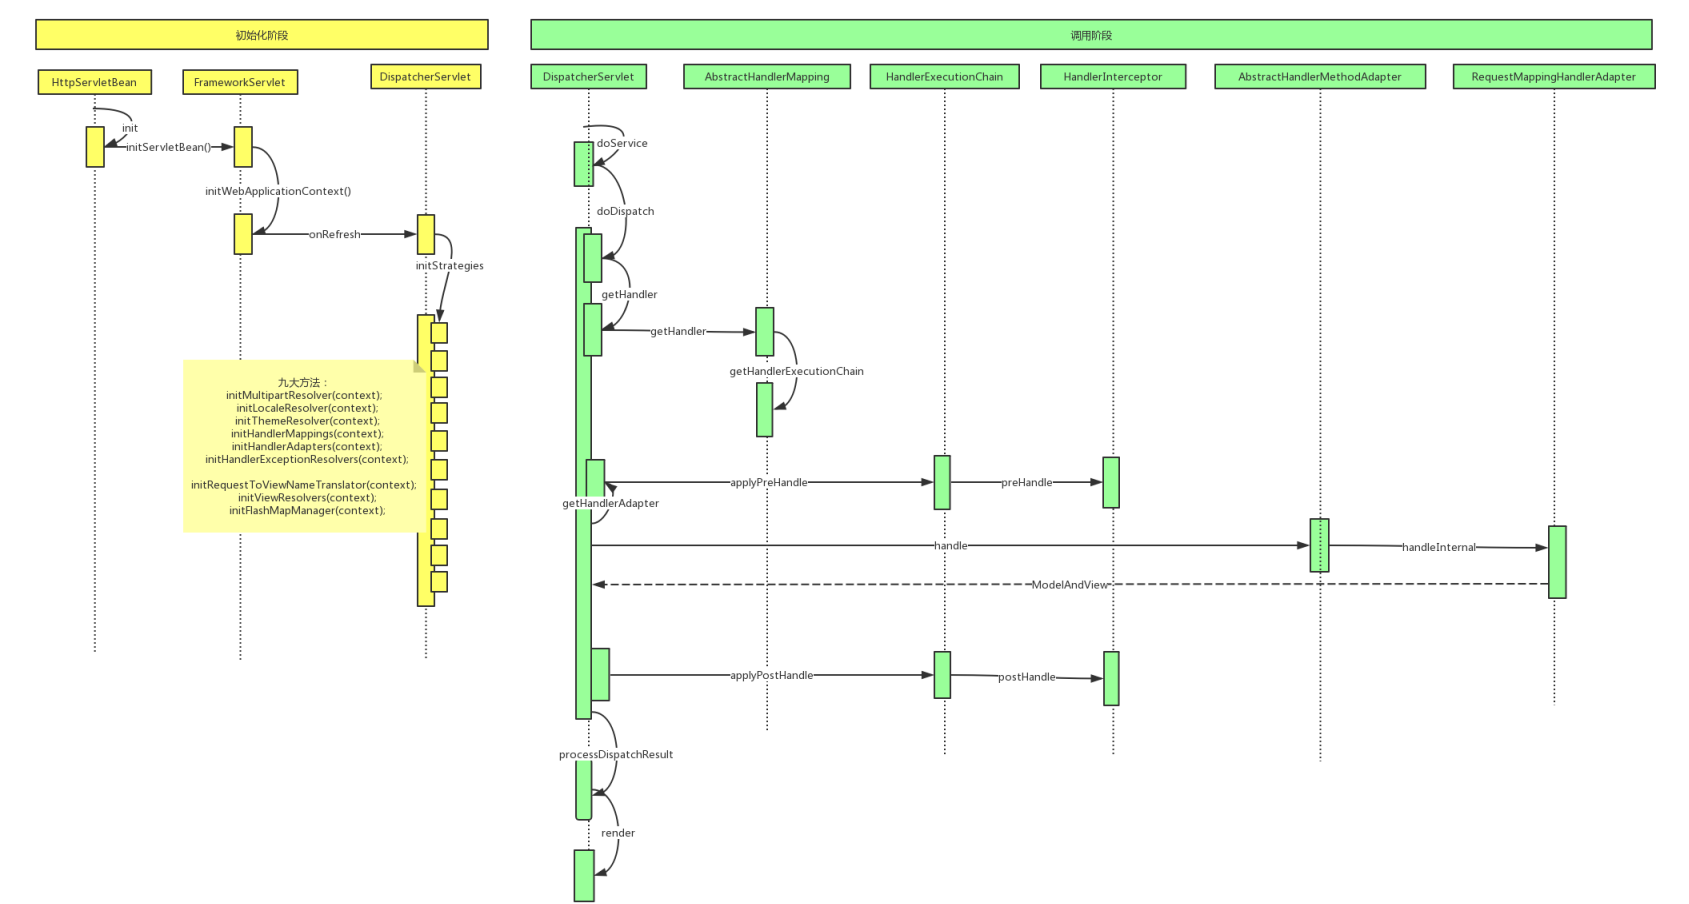 初始化阶段
调用阶段
HttpServletBean
FrameworkServlet
DispatcherServlet
init
initServletBean()
initWebApplicationContext()
onRefresh
initStrategies
九大方法：
initMultipartResolver(context);
initLocaleResolver(context);
initThemeResolver(context);
initHandlerMappings(context);
initHandlerAdapters(context);
initHandlerExceptionResolvers(context);
initRequestToViewNameTranslator(context);
initViewResolvers(context);
initFlashMapManager(context);
DispatcherServlet
AbstractHandlerMapping
HandlerExecutionChain
HandlerInterceptor
AbstractHandlerMethodAdapter
RequestMappingHandlerAdapter
doService
doDispatch
getHandler
getHandler
getHandlerExecutionChain
applyPreHandle
preHandle
getHandlerAdapter
handle
handleInternal
ModelAndView
applyPostHandle
postHandle
processDispatchResult
render